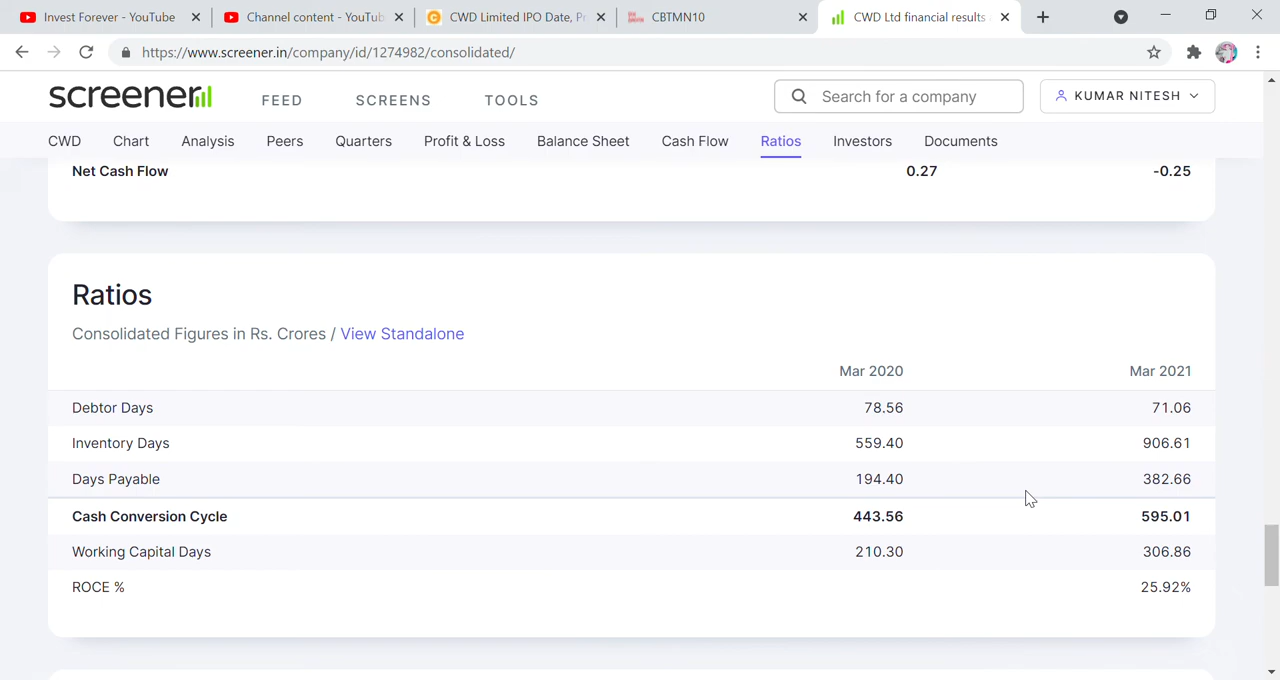 Invest Forever - YouTube
Channel content - YouTub
CWD Limited IPO Date, Pr
CBTMN10
CWD Ltd financial results
https://www.screener.in/company/id/1274982/consolidated/
screener
FEED SCREENS TOOLS
Search for a company
KUMAR NITESH
CWD Chart Analysis Peers Quarters Profit & Loss Balance Sheet Cash Flow Ratios Investors Documents
Net Cash Flow 0.27 -0.25
Ratios
Consolidated Figures in Rs. Crores / View Standalone
Mar 2020 Mar 2021
Debtor Days 78.56 71.06
Inventory Days 559.40 906.61
Days Payable 194.40 382.66
Cash Conversion Cycle 443.56 595.01
Working Capital Days 210.30 306.86
ROCE % 25.92%